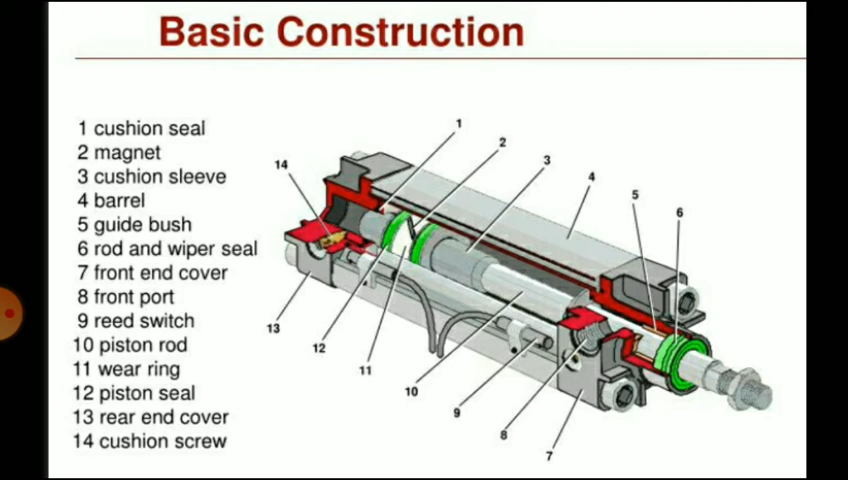 Basic Construction
1 cushion seal
2 magnet
3 cushion sleeve
4 barrel
5 guide bush
6 rod and wiper seal
7 front end cover
8 front port
9 reed switch
10 piston rod
11 wear ring
12 piston seal
13 rear end cover
14 cushion screw
1
2
3
14
4
5
6
13
12
11
10
9
8
7